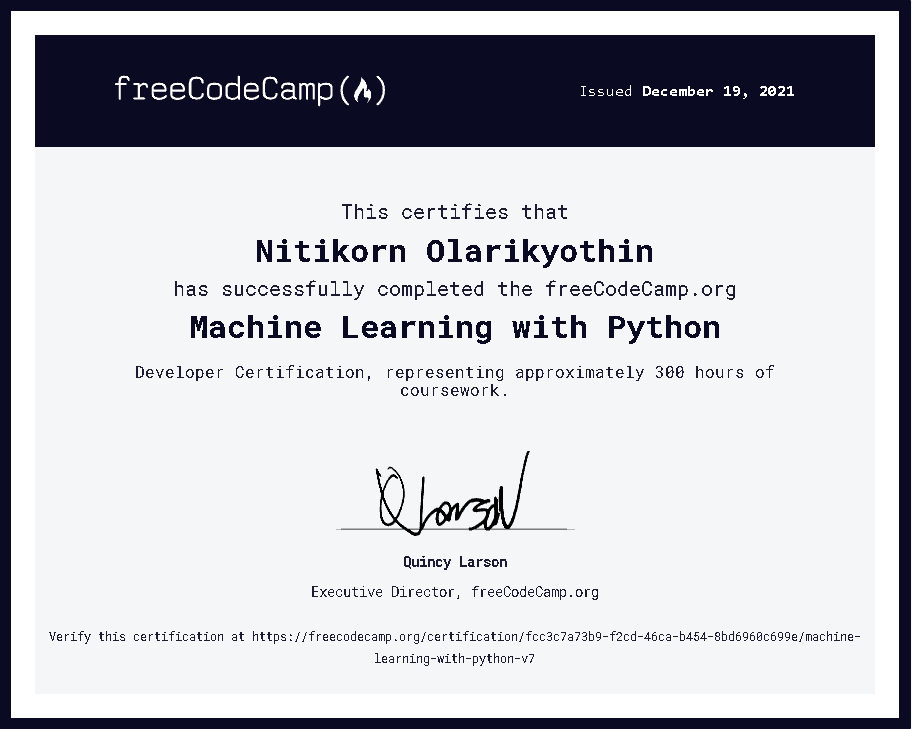 freeCodeCamp
Issued December 19, 2021
This certifies that
Nitikorn Olarikyothin
has successfully completed the freeCodeCamp.org
Machine Learning with Python
Developer Certification, representing approximately 300 hours of
coursework.
QLarson
Quincy Larson
Executive Director, freeCodeCamp.org
Verify this certification at https://freecodecamp.org/certification/fcc3c7a73b9-f2cd-46ca-b454-8bd6960c699e/machine-
learning-with-python-v7